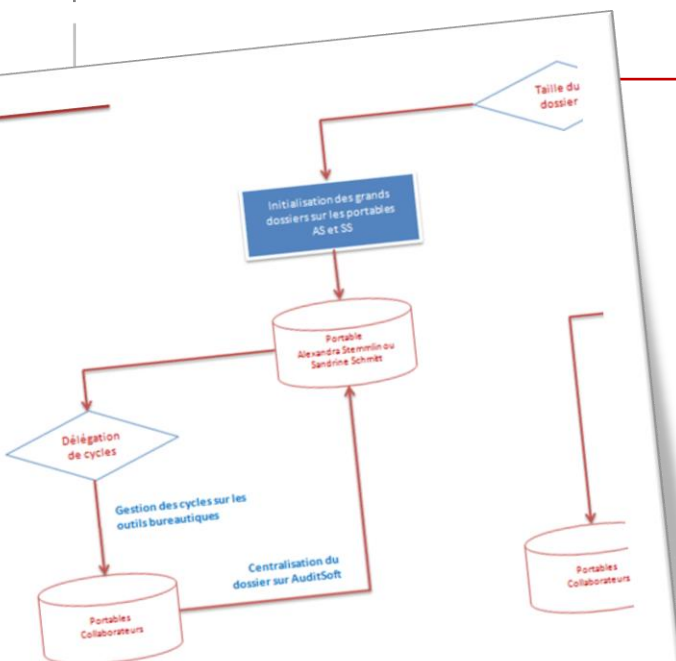 Taille du
dossier
Initialisation des grands
dossiers sur les portables
AS et SS
Portable
Alexandra Stemmlin ou
Sandrine Schmitt
Délégation
de cycles
Gestion des cycles sur les
outils bureautiques
Centralisation du
dossier sur AuditSoft
Portables
Collaborateurs
Portables
Collaborateurs